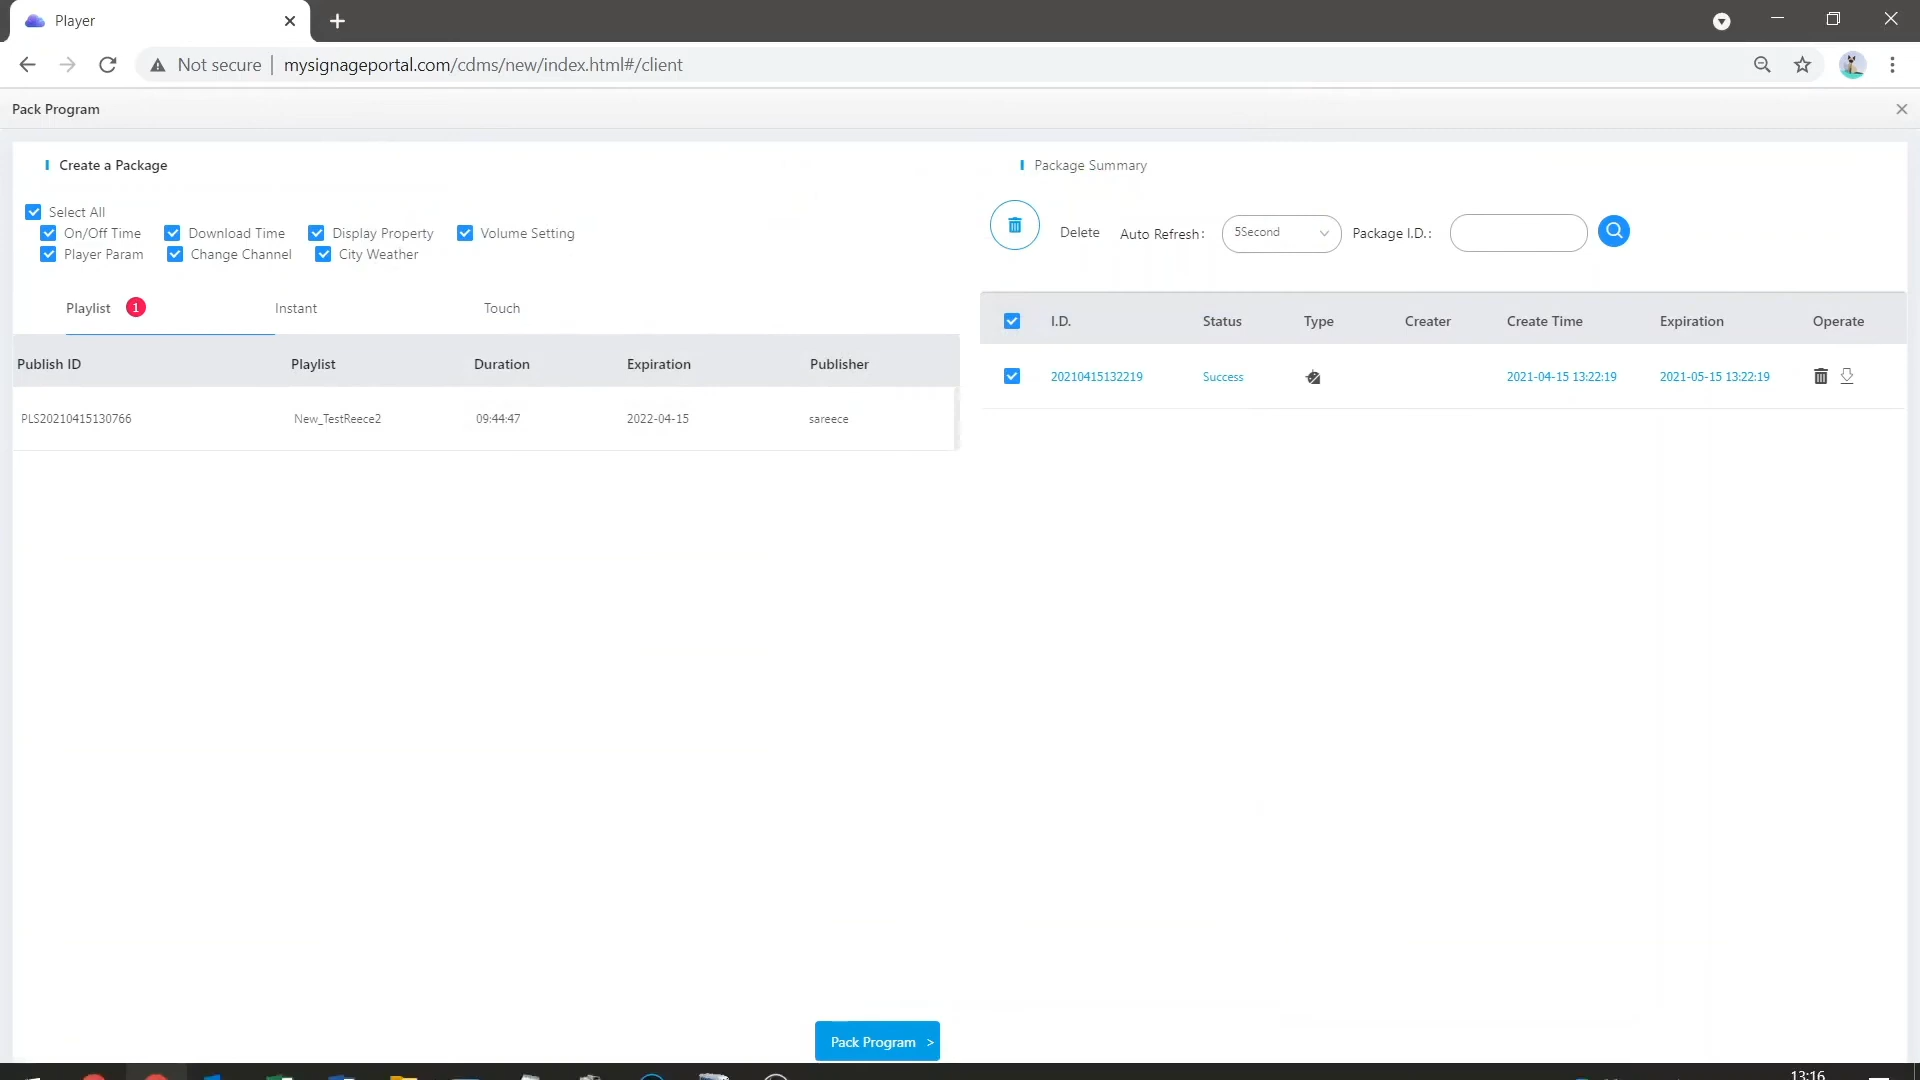 Player
Not secure mysignageportal.com/cdms/new/index.html#/client
Pack Program
Create a Package
Select All
On/Off Time Download Time Display Property Volume Setting
Player Param Change Channel City Weather
Playlist 1 Instant Touch
Publish ID Playlist Duration Expiration Publisher
PLS20210415130766 New_TestReece2 09:44:47 2022-04-15 sareece
Package Summary
Delete Auto Refresh: 5Second Package I.D.:
I.D. Status Type Creater Create Time Expiration Operate
20210415132219 Success 2021-04-15 13:22:19 2021-05-15 13:22:19
Pack Program >
13:16